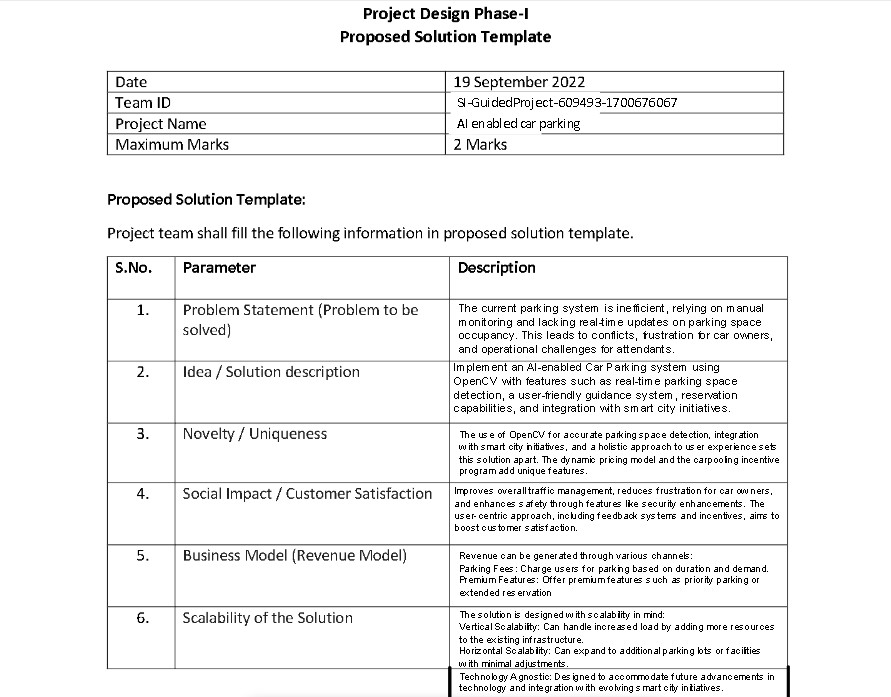 Project Design Phase-I
Proposed Solution Template
Date 19 September 2022
Team ID SI-GuidedProject-609493-1700676067
Project Name AI enabled car parking
Maximum Marks 2 Marks
Proposed Solution Template:
Project team shall fill the following information in proposed solution template.
S.No. Parameter Description
1. Problem Statement (Problem to be solved)
The current parking system is inefficient, relying on manual
monitoring and lacking real-time updates on parking space
occupancy. This leads to conflicts, frustration for car owners,
and operational challenges for attendants.
2. Idea / Solution description
Implement an AI-enabled Car Parking system using
OpenCV with features such as real-time parking space
detection, a user-friendly guidance system, reservation
capabilities, and integration with smart city initiatives.
3. Novelty / Uniqueness
The use of OpenCV for accurate parking space detection, integration
with smart city initiatives, and a holistic approach to user experience sets
this solution apart. The dynamic pricing model and the carpooling incentive
program add unique features.
4. Social Impact / Customer Satisfaction
Improves overall traffic management, reduces frustration for car owners,
and enhances safety through features like security enhancements. The
user-centric approach, including feedback systems and incentives, aims to
boost customer satisfaction.
5. Business Model (Revenue Model)
Revenue can be generated through various channels:
Parking Fees: Charge users for parking based on duration and demand.
Premium Features: Offer premium features such as priority parking or
extended reservation
6. Scalability of the Solution
The solution is designed with scalability in mind:
Vertical Scalability: Can handle increased load by adding more resources
to the existing infrastructure.
Horizontal Scalability: Can expand to additional parking lots or facilities
with minimal adjustments.
Technology Agnostic: Designed to accommodate future advancements in
technology and integration with evolving smart city initiatives.